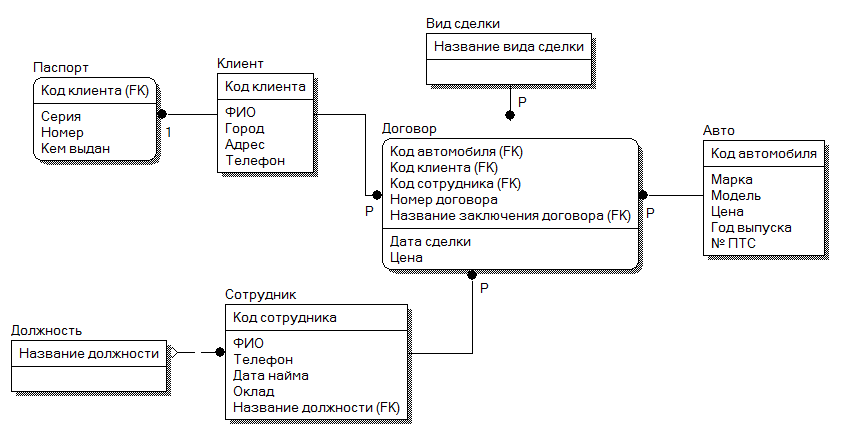 Вид сделки
Название вида сделки
P
Паспорт
Код клиента (FK)
Серия
Номер
Кем выдан
1
Клиент
Код клиента
ФИО
Город
Адрес
Телефон
P
Договор
Код автомобиля (FK)
Код клиента (FK)
Код сотрудника (FK)
Номер договора
Название заключения договора (FK)
Дата сделки
Цена
P
P
Авто
Код автомобиля
Марка
Модель
Цена
Год выпуска
№ ПТС
Сотрудник
Код сотрудника
ФИО
Телефон
Дата найма
Оклад
Название должности (FK)
Должность
Название должности